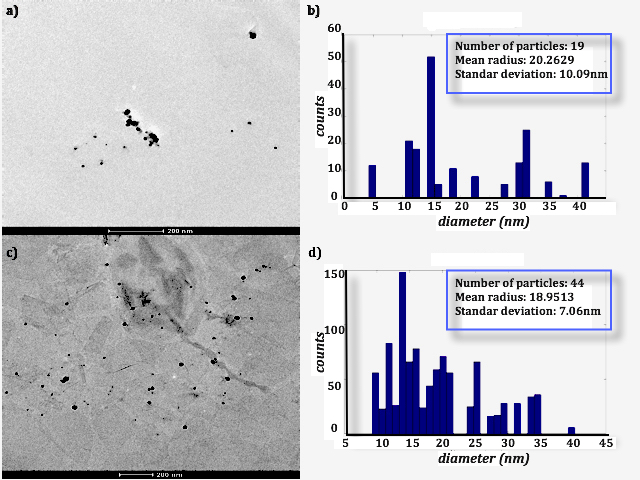 a)
200 nm
b)
60
50
40
30
20
10
0
counts
Number of particles: 19
Mean radius: 20.2629
Standar deviation: 10.09nm
0 5 10 15 20 25 30 35 40
diameter (nm)
c)
200 nm
d)
150
100
50
0
counts
Number of particles: 44
Mean radius: 18.9513
Standar deviation: 7.06nm
5 10 15 20 25 30 35 40 45
diameter (nm)